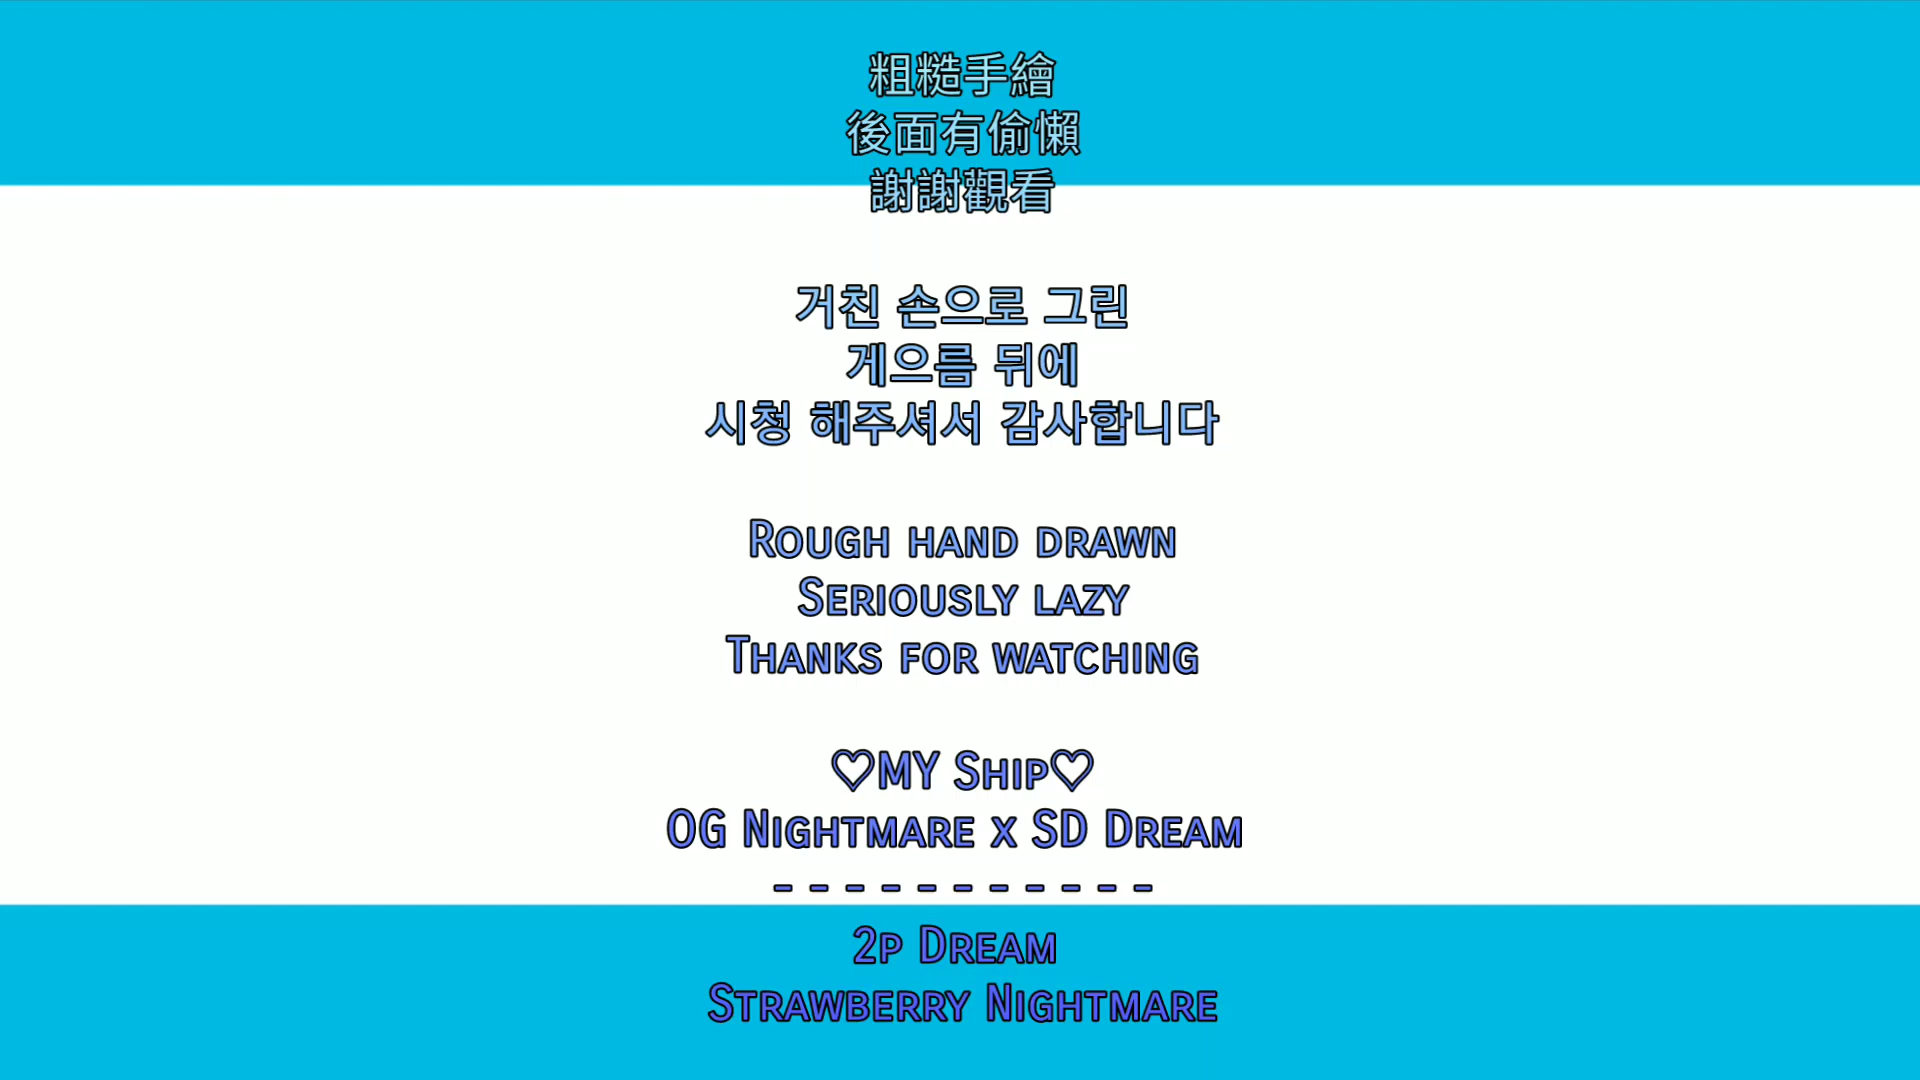 粗糙手繪
後面有偷懶
謝謝觀看
거친 손으로 그린
게으름 뒤에
시청 해주셔서 감사합니다
Rough hand drawn
Seriously lazy
Thanks for watching
♡MY Ship♡
OG Nightmare x SD Dream
- - - - - - - - - - -
2p Dream
Strawberry Nightmare